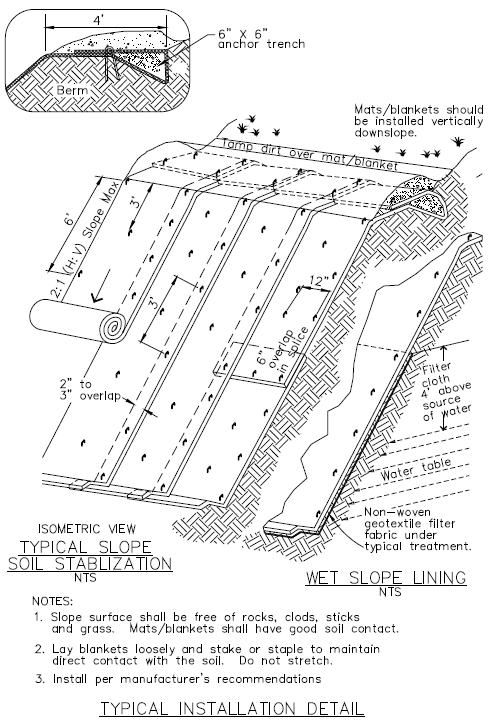 4'
6" X 6"
anchor trench
Berm
Mats/blankets should
be installed vertically
downslope.
Tamp dirt over mat/blanket
6'
2:1 (H:V) Slope Max
3'
3'
12"
6"
overlap
in splice
2" to
3" overlap
Filter
cloth
4' above
source
of water
Water table
Non-woven
geotextile filter
fabric under
typical treatment.
ISOMETRIC VIEW
TYPICAL SLOPE
SOIL STABLIZATION
NTS
WET SLOPE LINING
NTS
NOTES:
1. Slope surface shall be free of rocks, clods, sticks
and grass. Mats/blankets shall have good soil contact.
2. Lay blankets loosely and stake or staple to maintain
direct contact with the soil. Do not stretch.
3. Install per manufacturer's recommendations
TYPICAL INSTALLATION DETAIL